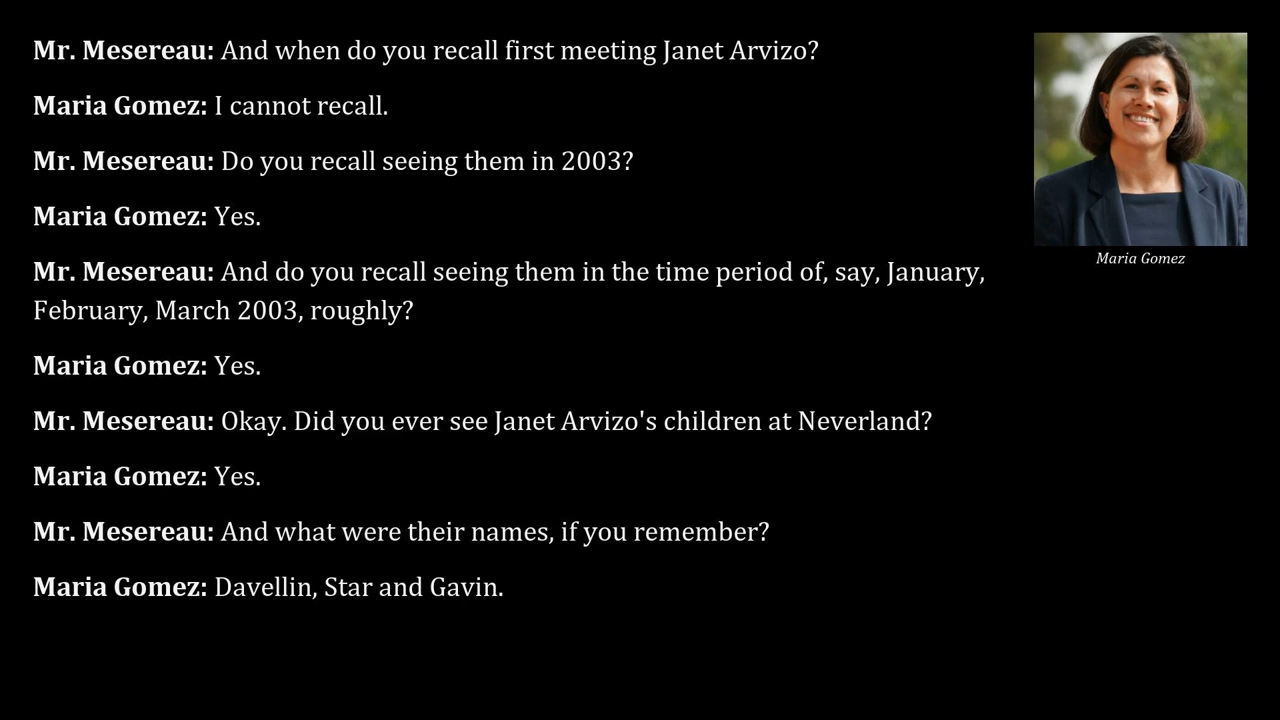 Mr. Mesereau: And when do you recall first meeting Janet Arvizo?
Maria Gomez: I cannot recall.
Mr. Mesereau: Do you recall seeing them in 2003?
Maria Gomez: Yes.
Mr. Mesereau: And do you recall seeing them in the time period of, say, January,
February, March 2003, roughly?
Maria Gomez: Yes.
Mr. Mesereau: Okay. Did you ever see Janet Arvizo's children at Neverland?
Maria Gomez: Yes.
Mr. Mesereau: And what were their names, if you remember?
Maria Gomez: Davellin, Star and Gavin.
Maria Gomez